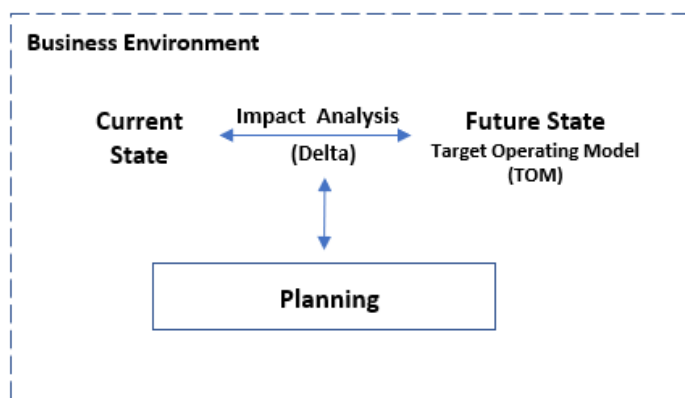 Business Environment
Current
State
Impact Analysis
(Delta)
Future State
Target Operating Model
(TOM)
Planning